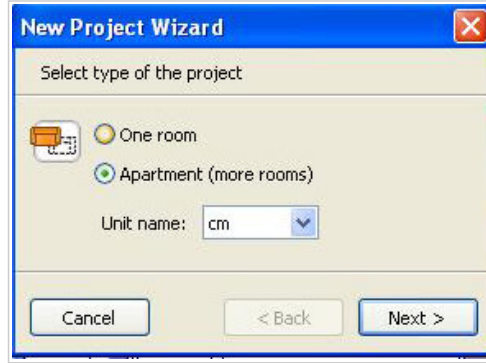 New Project Wizard
Select type of the project
One room
Apartment (more rooms)
Unit name: cm
Cancel < Back Next >